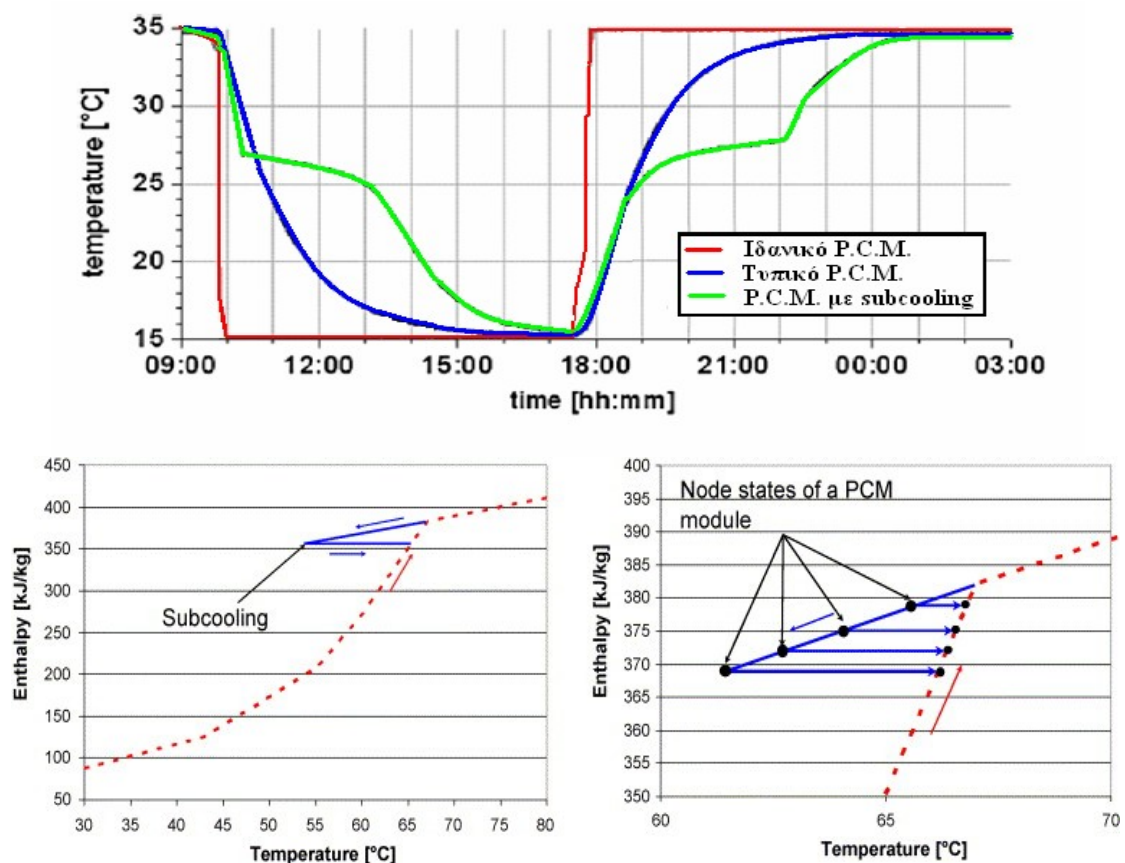 35
30
25
20
15
temperature [°C]
09:00 12:00 15:00 18:00 21:00 00:00 03:00
time [hh:mm]
Ιδανικό P.C.M.
Τυπικό P.C.M.
P.C.M. με subcooling
450
400
350
300
250
200
150
100
50
Enthalpy [kJ/kg]
Subcooling
30 35 40 45 50 55 60 65 70 75 80
Temperature [°C]
400
395
390
385
380
375
370
365
360
355
350
Enthalpy [kJ/kg]
Node states of a PCM
module
60 65 70
Temperature [°C]